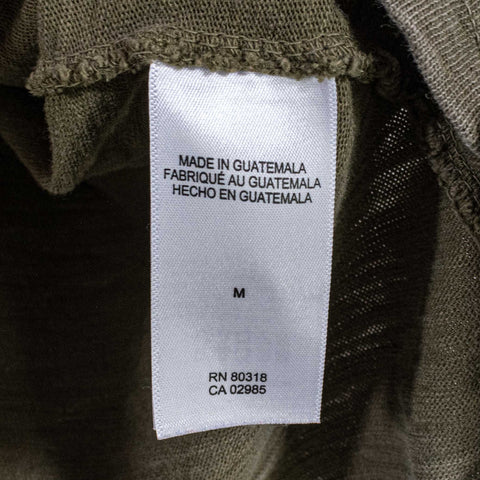 MADE IN GUATEMALA
FABRIQUÉ AU GUATEMALA
HECHO EN GUATEMALA
M
RN 80318
CA 02985